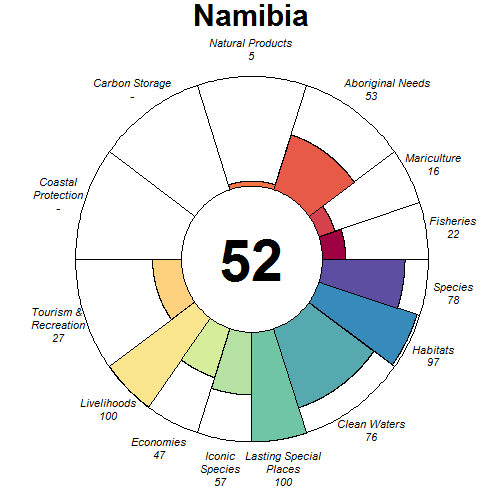 Namibia
Natural Products
5
Carbon Storage
-
Aboriginal Needs
53
Mariculture
16
Coastal
Protection
-
Fisheries
22
52
Species
78
Tourism &
Recreation
27
Habitats
97
Livelihoods
100
Clean Waters
76
Economies
47
Iconic
Species
57
Lasting Special
Places
100